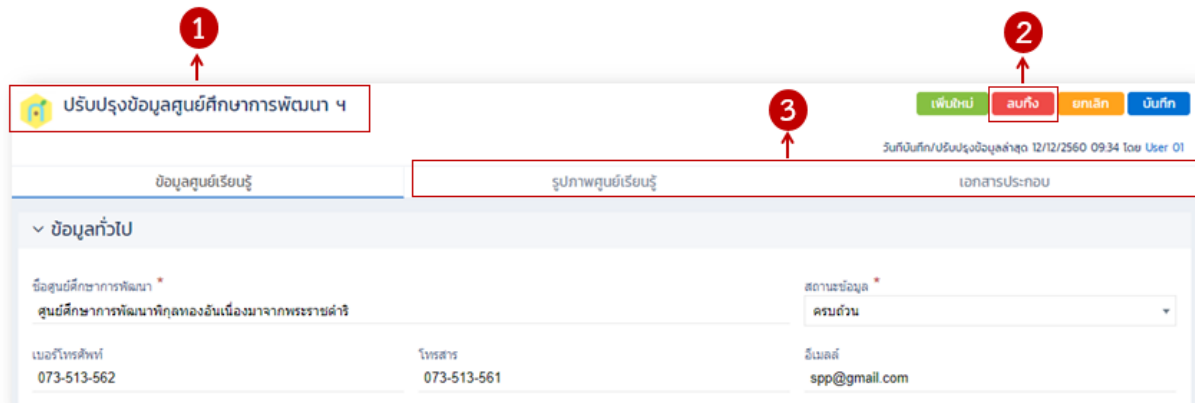 1
2
ปรับปรุงข้อมูลศูนย์ศึกษาการพัฒนา ฯ
3
เพิ่มใหม่ ลบทิ้ง ยกเลิก บันทึก
วันที่บันทึก/ปรับปรุงข้อมูลล่าสุด 12/12/2560 09:34 โดย User 01
ข้อมูลศูนย์เรียนรู้ รูปภาพศูนย์เรียนรู้ เอกสารประกอบ
ข้อมูลทั่วไป
ชื่อศูนย์ศึกษาการพัฒนา * สถานะข้อมูล *
ศูนย์ศึกษาการพัฒนาพิกุลทองอันเนื่องมาจากพระราชดำริ ครบถ้วน
เบอร์โทรศัพท์ โทรสาร อีเมลล์
073-513-562 073-513-561 spp@gmail.com